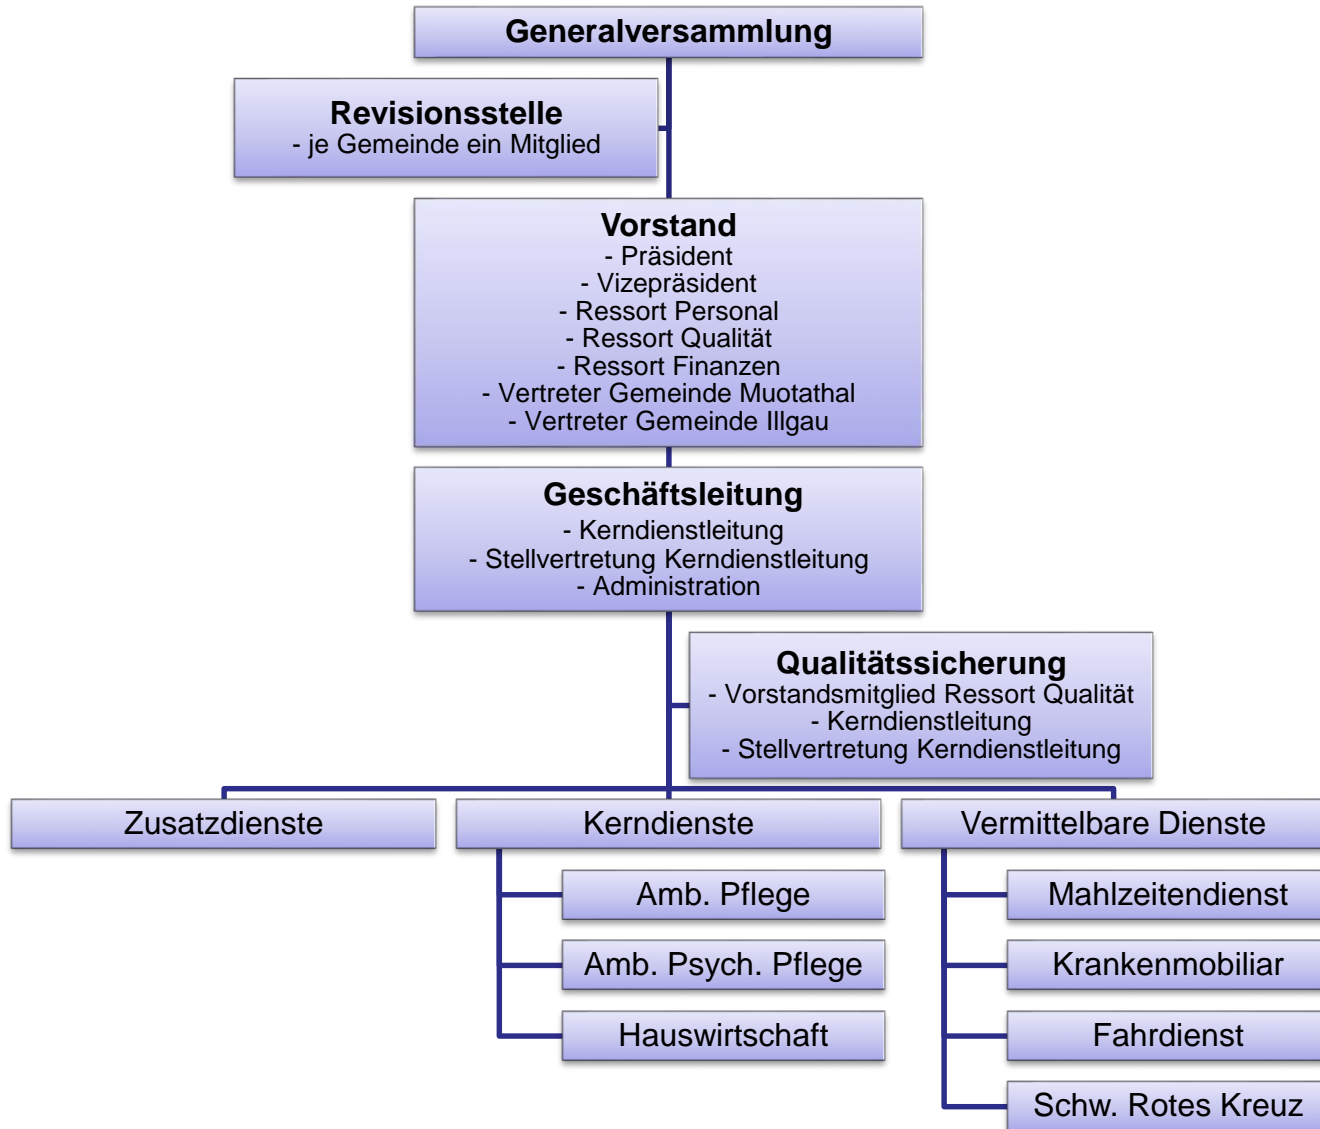 Generalversammlung
Revisionsstelle
- je Gemeinde ein Mitglied
Vorstand
- Präsident
- Vizepräsident
- Ressort Personal
- Ressort Qualität
- Ressort Finanzen
- Vertreter Gemeinde Muotathal
- Vertreter Gemeinde Illgau
Geschäftsleitung
- Kerndienstleitung
- Stellvertretung Kerndienstleitung
- Administration
Qualitätssicherung
- Vorstandsmitglied Ressort Qualität
- Kerndienstleitung
- Stellvertretung Kerndienstleitung
Zusatzdienste
Kerndienste
Amb. Pflege
Amb. Psych. Pflege
Hauswirtschaft
Vermittelbare Dienste
Mahlzeitendienst
Krankenmobiliar
Fahrdienst
Schw. Rotes Kreuz